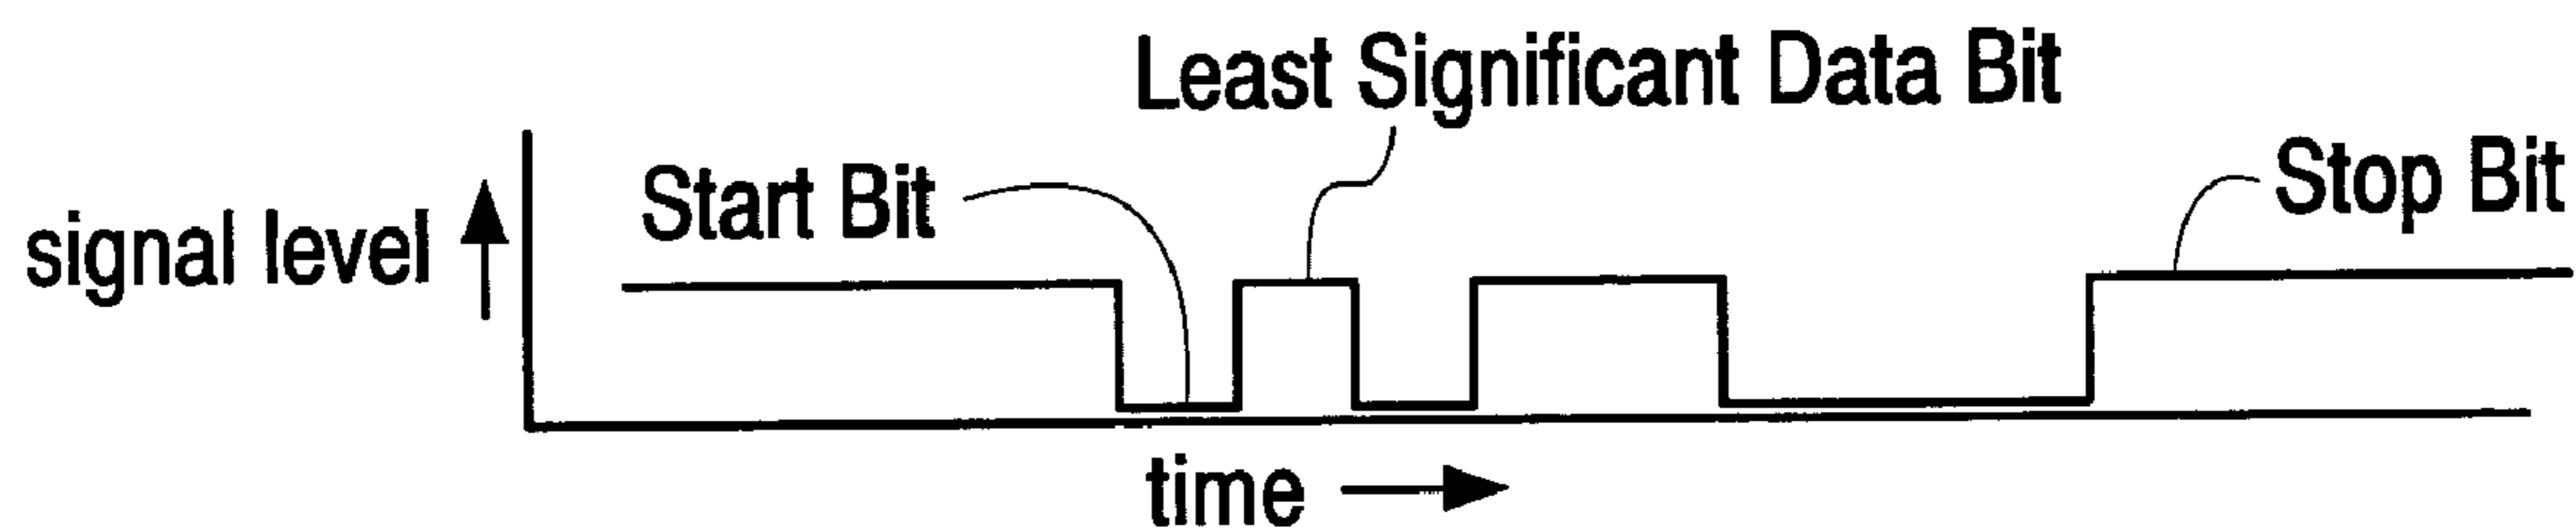 Least Significant Data Bit
Start Bit
Stop Bit
signal level
time